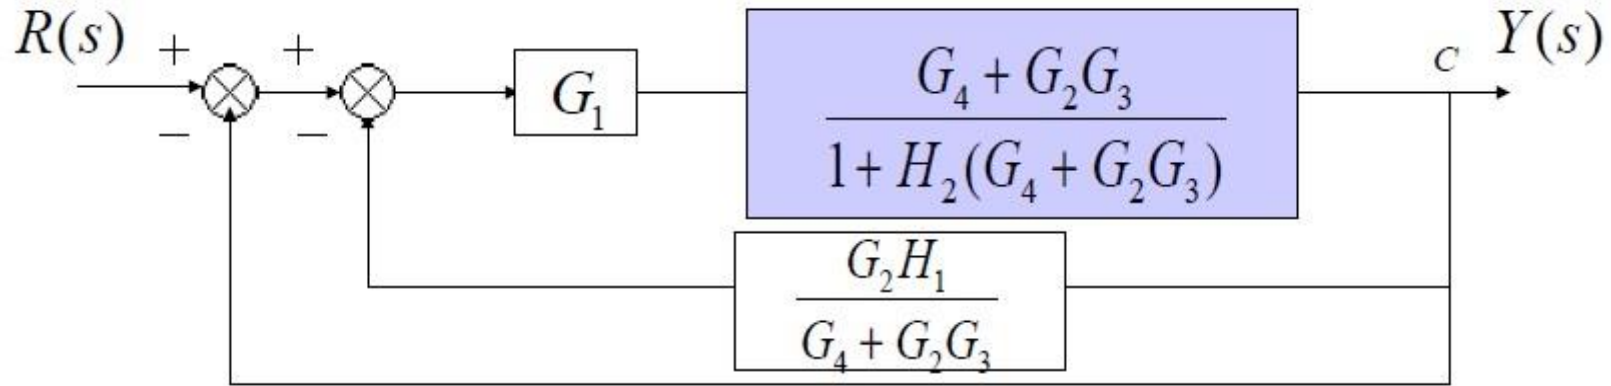 R(s)
+
+
−
−
G₁
G₄ + G₂G₃
1 + H₂(G₄ + G₂G₃)
C
Y(s)
G₂H₁
G₄ + G₂G₃